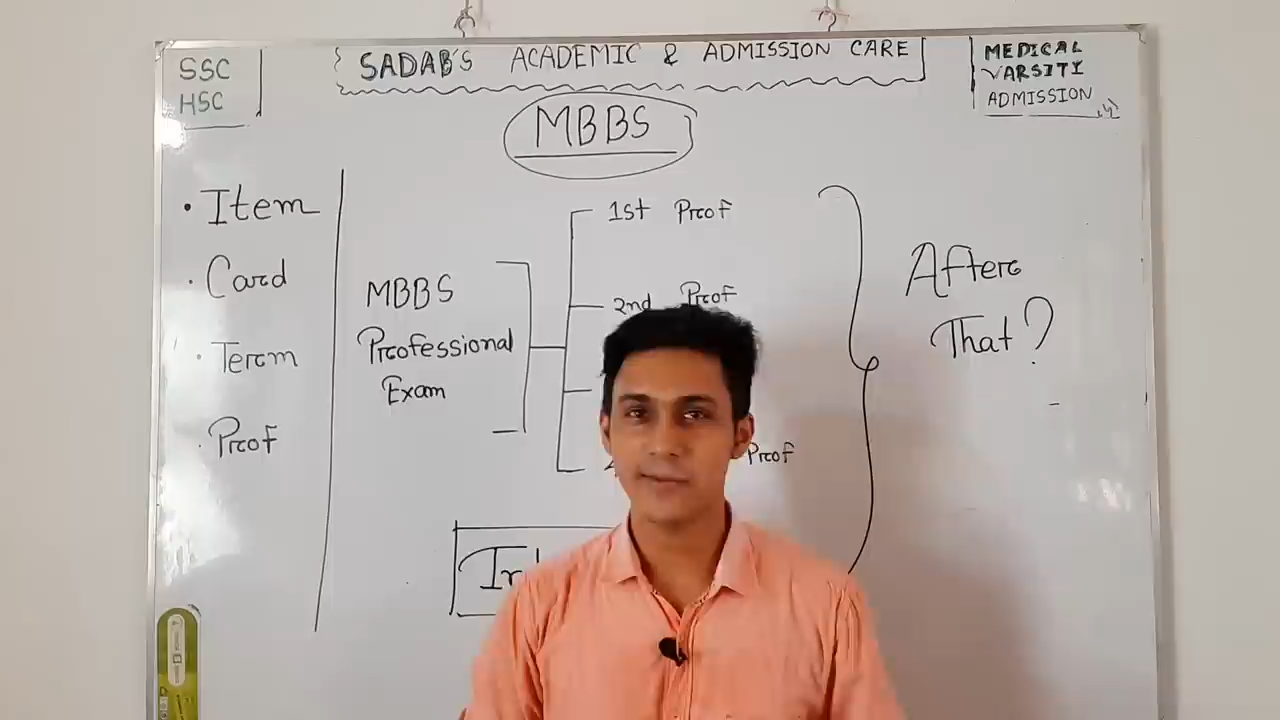 SSC
HSC
SADAB'S ACADEMIC & ADMISSION CARE
MEDICAL
VARSITI
ADMISSION
MBBS
• Item
• Card
• Term
• Prof
MBBS
Professional
Exam
1st Prof
2nd Prof
Prof
After
That?